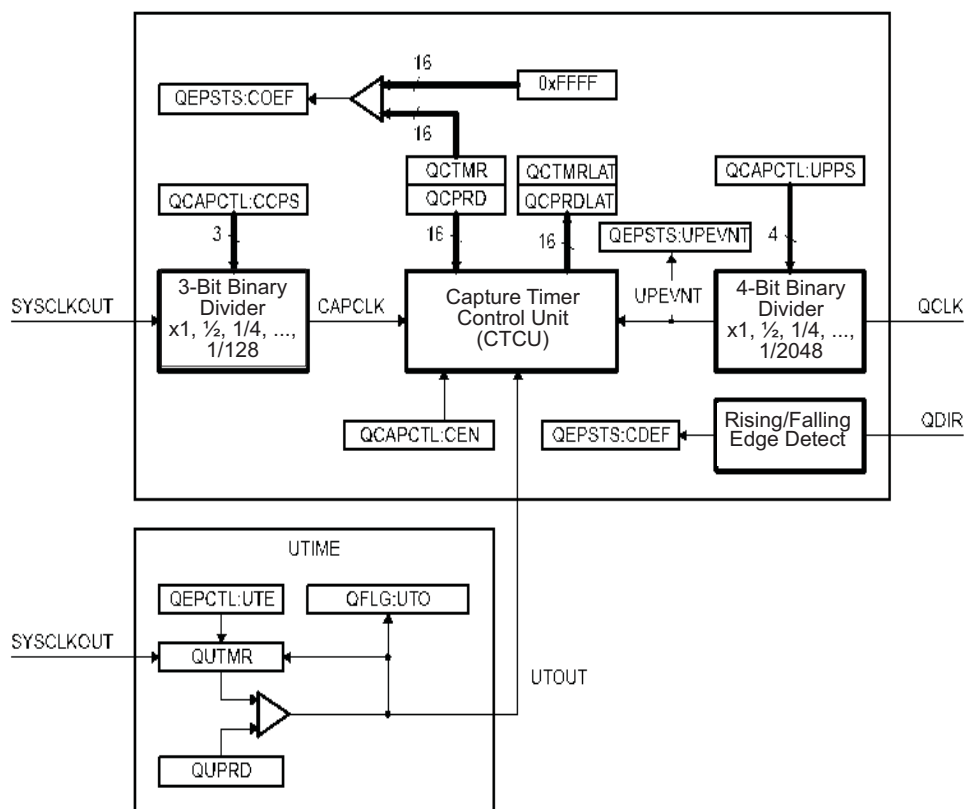 16
0xFFFF
QEPSTS:COEF
16
QCTMR
QCPRD
QCTMRLAT
QCPRDLAT
QCAPCTL:UPPS
QCAPCTL:CCPS
3
16
16
QEPSTS:UPEVNT
4
SYSCLKOUT
3-Bit Binary
Divider
x1, ½, 1/4, ...,
1/128
CAPCLK
Capture Timer
Control Unit
(CTCU)
UPEVNT
4-Bit Binary
Divider
x1, ½, 1/4, ...,
1/2048
QCLK
QCAPCTL:CEN
QEPSTS:CDEF
Rising/Falling
Edge Detect
QDIR
UTIME
QEPCTL:UTE
QFLG:UTO
SYSCLKOUT
QUTMR
UTOUT
QUPRD